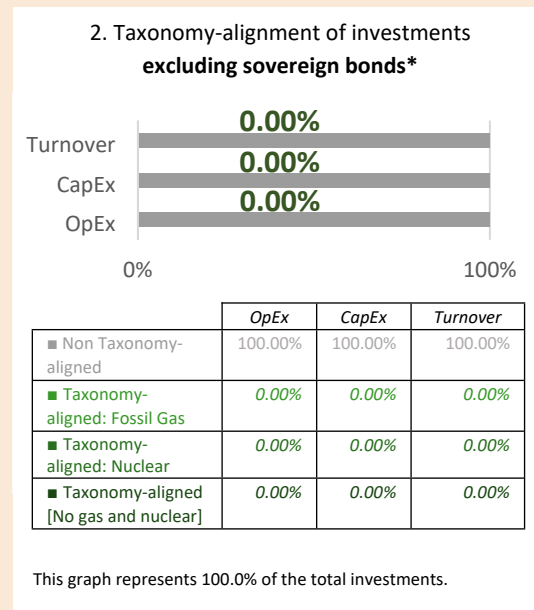 2. Taxonomy-alignment of investments
excluding sovereign bonds*
0.00%
Turnover
0.00%
CapEx
0.00%
OpEx
0% 100%
OpEx CapEx Turnover
■ Non Taxonomy- 100.00% 100.00% 100.00%
aligned
■ Taxonomy- 0.00% 0.00% 0.00%
aligned: Fossil Gas
■ Taxonomy- 0.00% 0.00% 0.00%
aligned: Nuclear
■ Taxonomy-aligned 0.00% 0.00% 0.00%
[No gas and nuclear]
This graph represents 100.0% of the total investments.